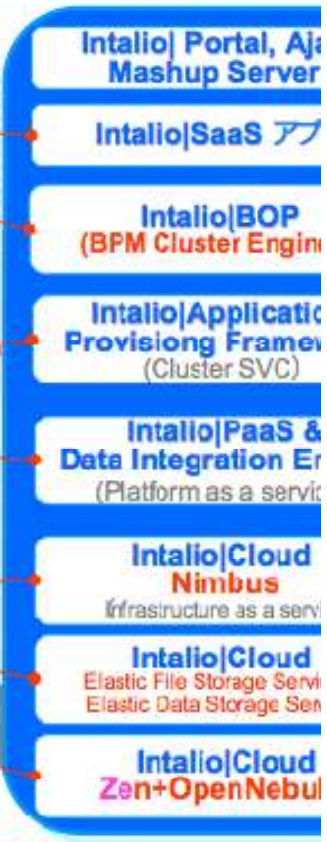 Intalio| Portal, Aja
Mashup Server
Intalio|SaaS アプ
Intalio|BOP
(BPM Cluster Engine
Intalio|Applicatio
Provisiong Framew
(Cluster SVC)
Intalio|PaaS &
Data Integration En
(Platform as a servic
Intalio|Cloud
Nimbus
Infrastructure as a servi
Intalio|Cloud
Elastic File Storage Servi
Elastic Data Storage Serv
Intalio|Cloud
Zen+OpenNebul